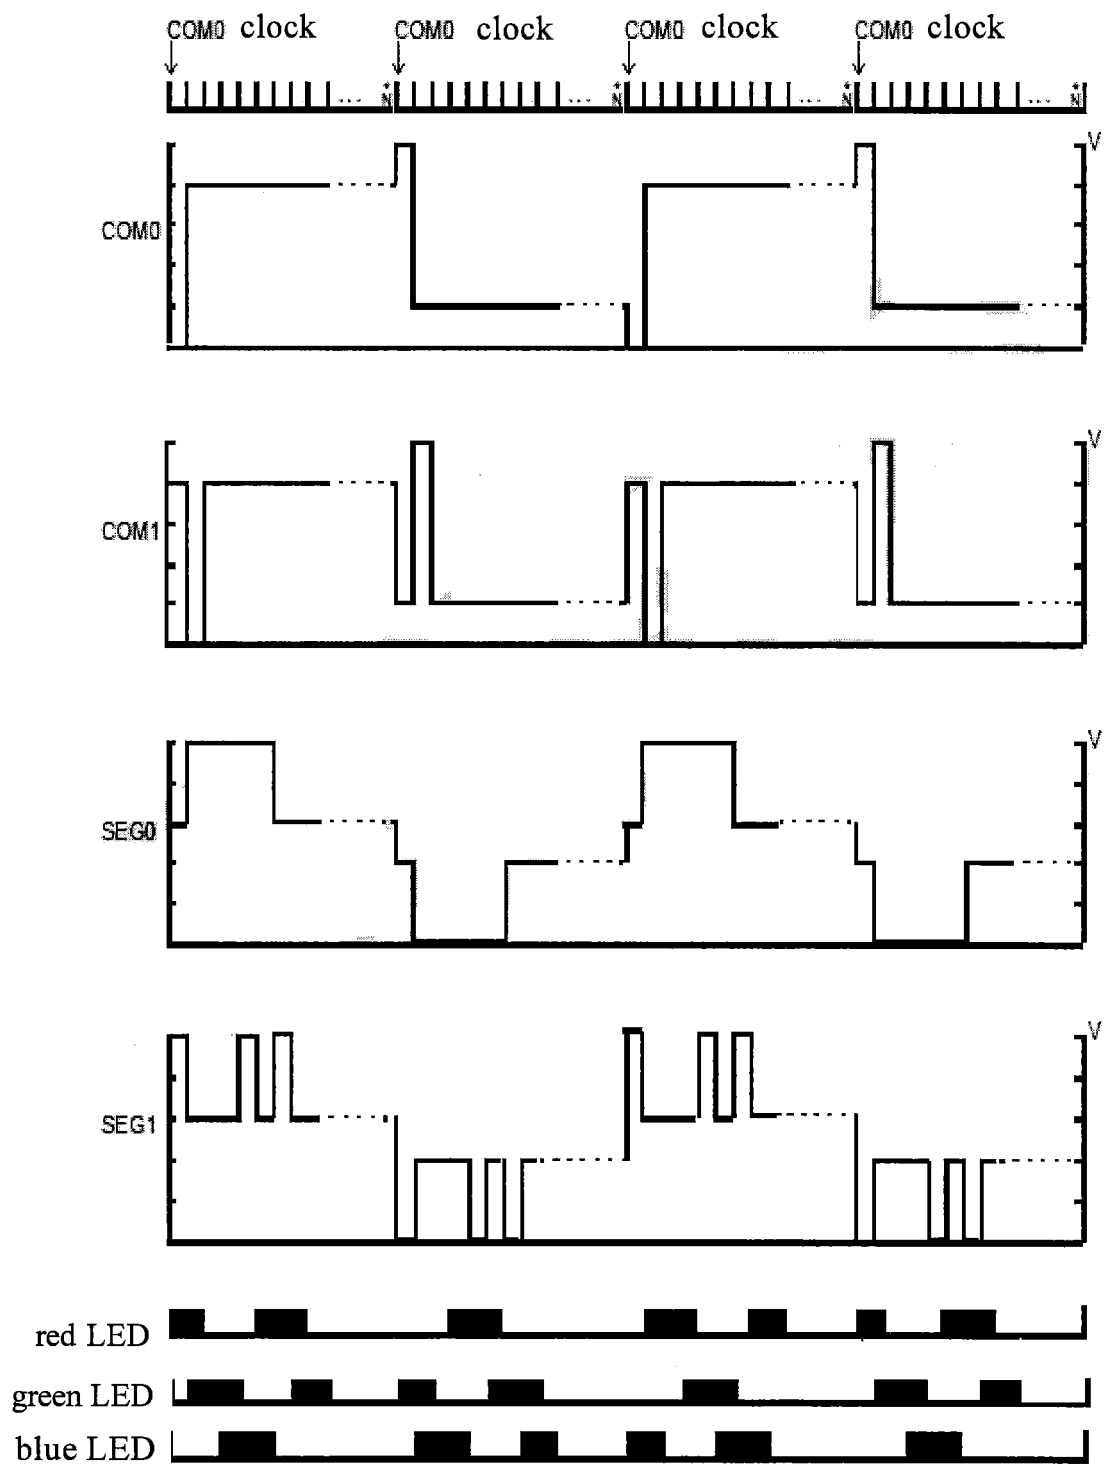 COM0 clock COM0 clock COM0 clock COM0 clock
... N* ... N* ... N* ... N*
V
COM0
V
COM1
V
SEG0
V
SEG1
red LED
green LED
blue LED